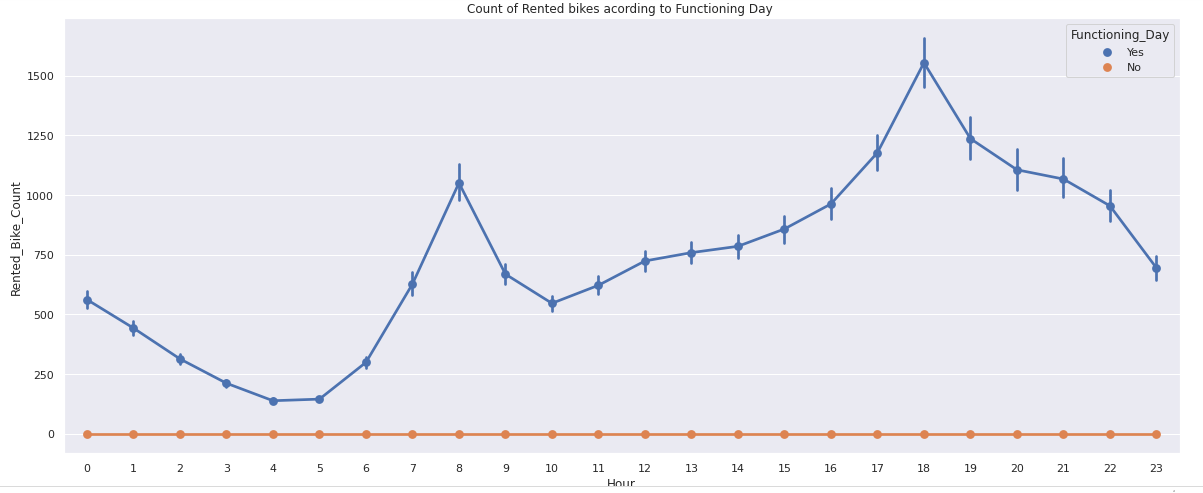 Count of Rented bikes acording to Functioning Day
Functioning_Day
Yes
No
Rented_Bike_Count
1500
1250
1000
750
500
250
0
0 1 2 3 4 5 6 7 8 9 10 11 12 13 14 15 16 17 18 19 20 21 22 23
Hour